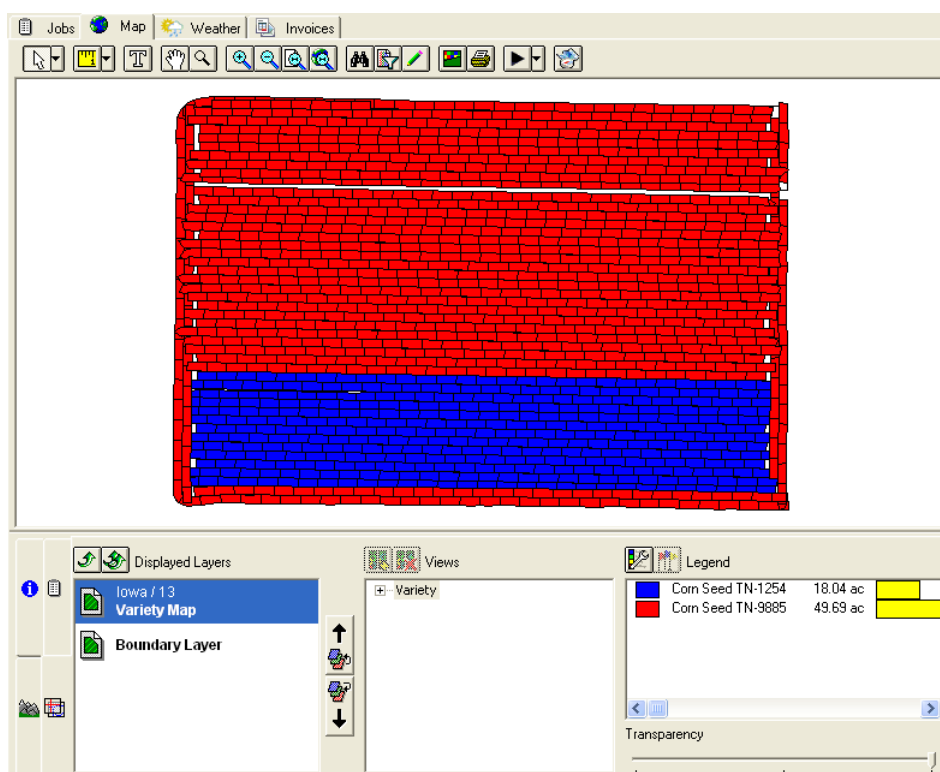 Jobs Map Weather Invoices
T
Displayed Layers
Iowa / 13
Variety Map
Boundary Layer
Views
Variety
Legend
Corn Seed TN-1254 18.04 ac
Corn Seed TN-9885 49.69 ac
Transparency